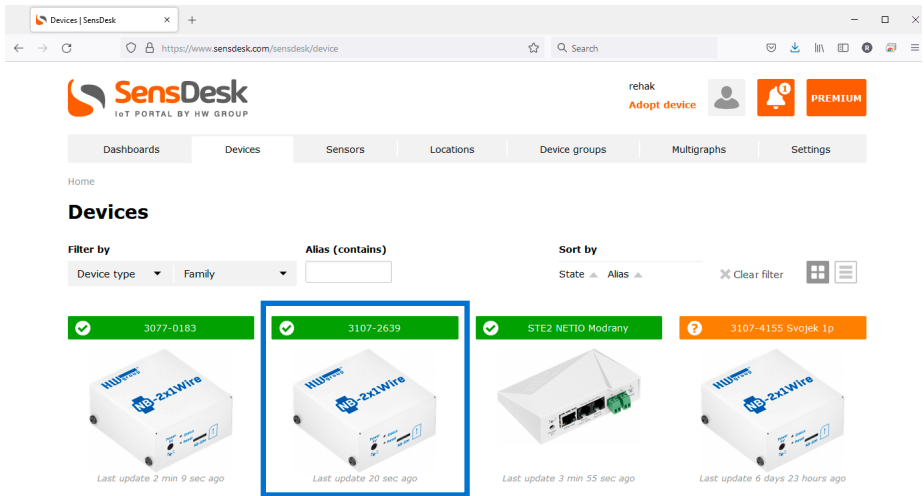 Devices | SensDesk
https://www.sensdesk.com/sensdesk/device
Search
SensDesk
IoT PORTAL BY HW GROUP
rehak
Adopt device
1
PREMIUM
Dashboards Devices Sensors Locations Device groups Multigraphs Settings
Home
Devices
Filter by Alias (contains) Sort by
Device type Family State Alias Clear filter
3077-0183 3107-2639 STE2 NETIO Modrany 3107-4155 Svojek 1p
HWgroup HWgroup HWgroup
NB-2x1Wire NB-2x1Wire NB-2x1Wire
Last update 2 min 9 sec ago Last update 20 sec ago Last update 3 min 55 sec ago Last update 6 days 23 hours ago